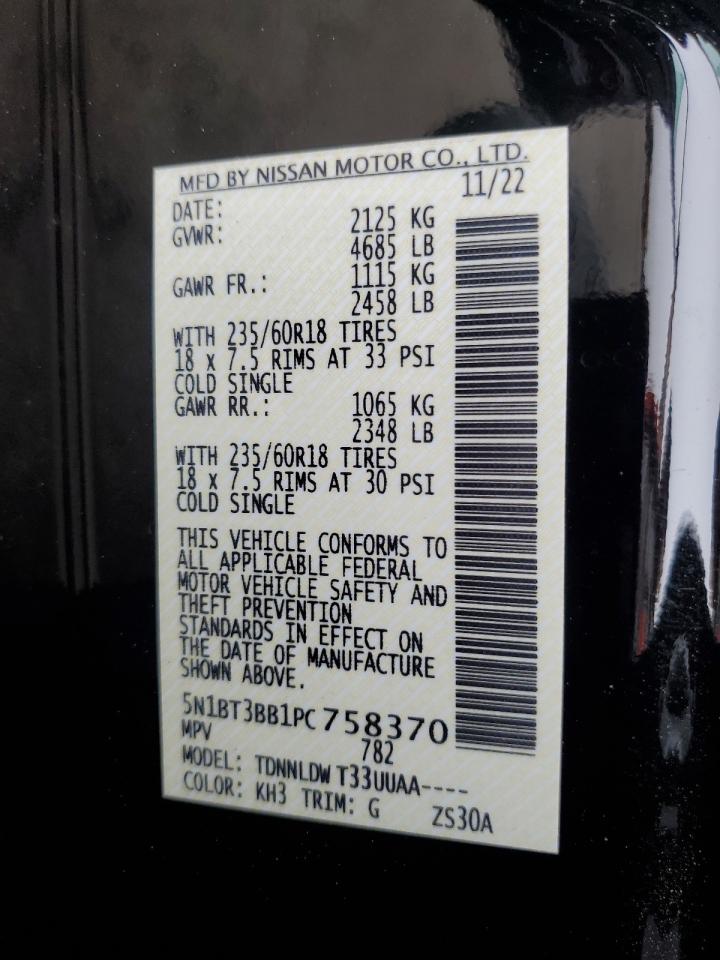 MFD BY NISSAN MOTOR CO., LTD.
DATE: 11/22
GVWR: 2125 KG
4685 LB
GAWR FR.: 1115 KG
2458 LB
WITH 235/60R18 TIRES
18 x 7.5 RIMS AT 33 PSI
COLD SINGLE
GAWR RR.: 1065 KG
2348 LB
WITH 235/60R18 TIRES
18 x 7.5 RIMS AT 30 PSI
COLD SINGLE
THIS VEHICLE CONFORMS TO
ALL APPLICABLE FEDERAL
MOTOR VEHICLE SAFETY AND
THEFT PREVENTION
STANDARDS IN EFFECT ON
THE DATE OF MANUFACTURE
SHOWN ABOVE.
5N1BT3BB1PC758370
MPV 782
MODEL: TDNNLDW T33UUAA----
COLOR: KH3 TRIM: G ZS30A